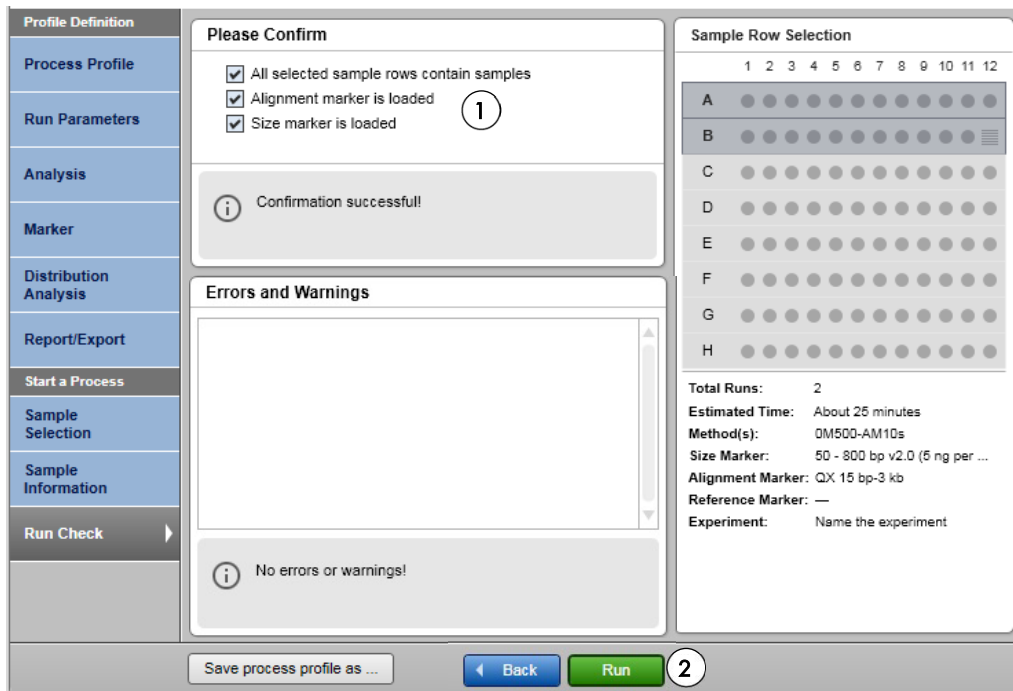 Profile Definition
Process Profile
Run Parameters
Analysis
Marker
Distribution
Analysis
Report/Export
Start a Process
Sample
Selection
Sample
Information
Run Check
Please Confirm
All selected sample rows contain samples
Alignment marker is loaded
Size marker is loaded
1
Confirmation successful!
Errors and Warnings
No errors or warnings!
Sample Row Selection
1 2 3 4 5 6 7 8 9 10 11 12
A
B
C
D
E
F
G
H
Total Runs: 2
Estimated Time: About 25 minutes
Method(s): 0M500-AM10s
Size Marker: 50 - 800 bp v2.0 (5 ng per ...
Alignment Marker: QX 15 bp-3 kb
Reference Marker: —
Experiment: Name the experiment
Save process profile as ...
Back
Run
2